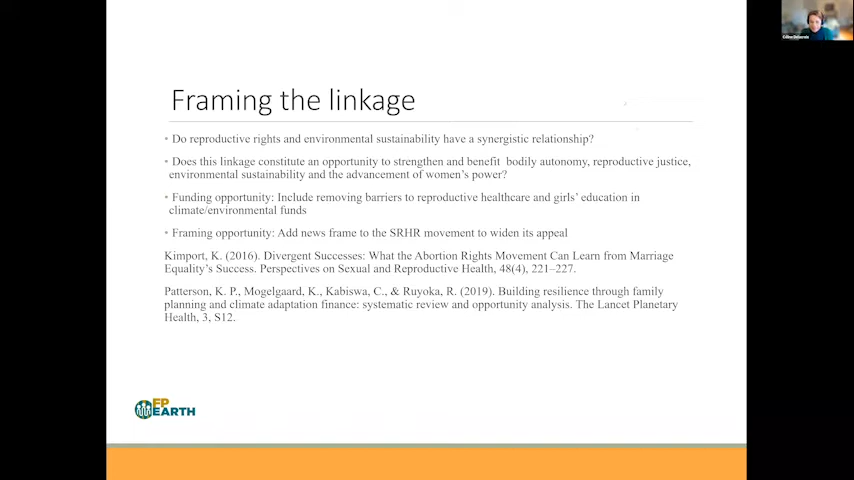 Framing the linkage
• Do reproductive rights and environmental sustainability have a synergistic relationship?
• Does this linkage constitute an opportunity to strengthen and benefit bodily autonomy, reproductive justice,
environmental sustainability and the advancement of women's power?
• Funding opportunity: Include removing barriers to reproductive healthcare and girls' education in
climate/environmental funds
• Framing opportunity: Add news frame to the SRHR movement to widen its appeal
Kimport, K. (2016). Divergent Successes: What the Abortion Rights Movement Can Learn from Marriage
Equality's Success. Perspectives on Sexual and Reproductive Health, 48(4), 221–227.
Patterson, K. P., Mogelgaard, K., Kabiswa, C., & Ruyoka, R. (2019). Building resilience through family
planning and climate adaptation finance: systematic review and opportunity analysis. The Lancet Planetary
Health, 3, S12.
FP
EARTH